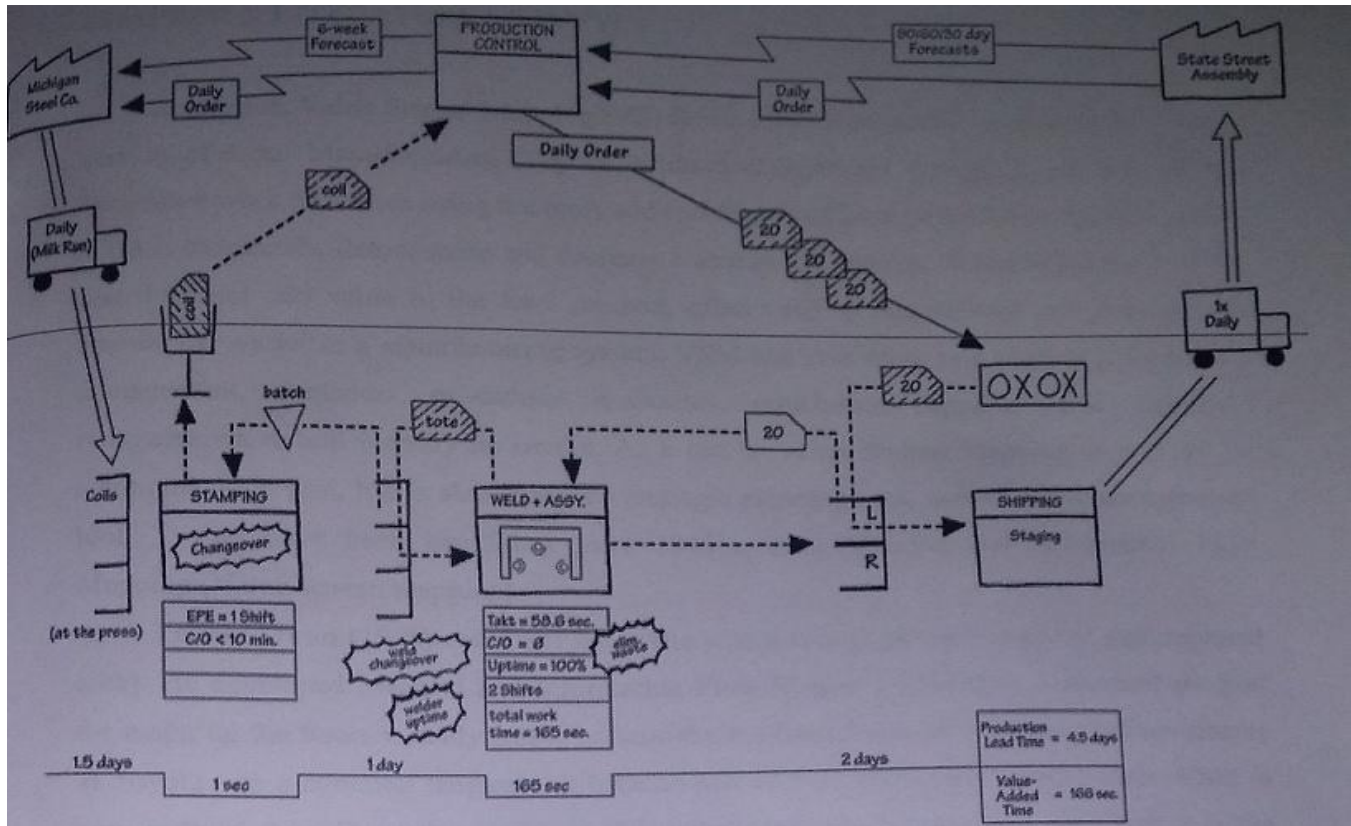 6-week
Forecast
PRODUCTION
CONTROL
90/60/30 day
Forecasts
State Street
Assembly
Michigan
Steel Co.
Daily
Order
Daily
Order
Daily Order
coil
Daily
(Milk Run)
20
20
20
coil
1x
Daily
batch
tote
20
20
OXOX
Coils
STAMPING
WELD + ASSY.
L
SHIPPING
Changeover
Staging
R
(at the press)
EPE = 1 Shift
C/O < 10 min.
Takt = 58.6 sec.
C/O = 0
Uptime = 100%
2 Shifts
total work
time = 165 sec.
elim.
waste
weld
changeover
welder
uptime
Production
Lead Time = 4.5 days
1.5 days
1 day
2 days
1 sec
165 sec
Value-
Added = 166 sec.
Time